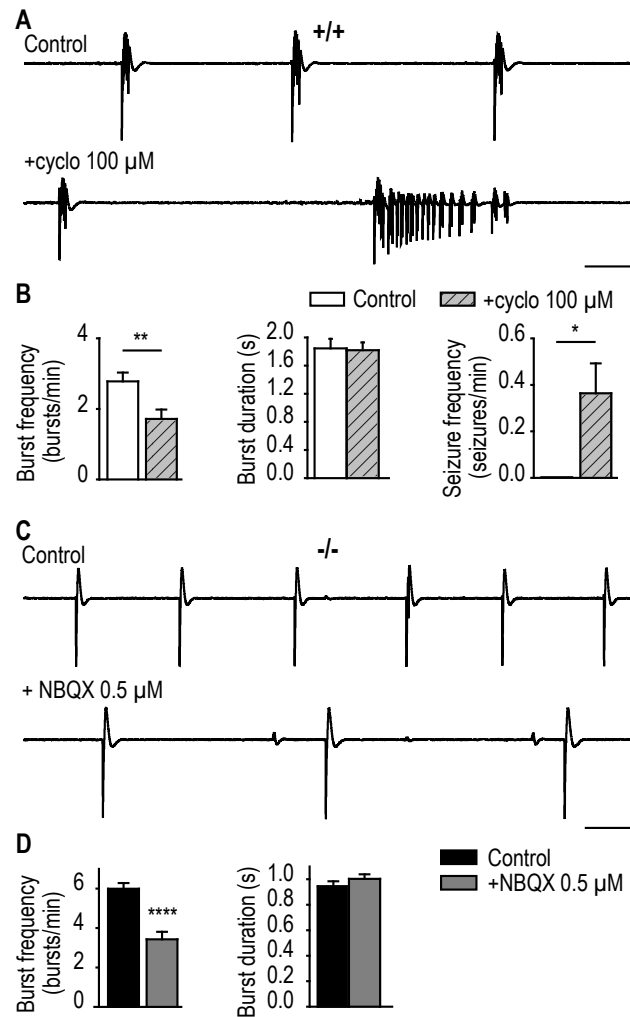 A
Control
+/+
+cyclo 100 µM
B
Control
+cyclo 100 µM
Burst frequency
(bursts/min)
4
2
0
**
Burst duration (s)
2.0
1.6
1.2
0.8
0.4
0.0
Seizure frequency
(seizures/min)
0.6
0.4
0.2
0.0
*
C
Control
-/-
+ NBQX 0.5 µM
D
Control
+NBQX 0.5 µM
Burst frequency
(bursts/min)
6
4
2
0
****
Burst duration (s)
1.0
0.8
0.6
0.4
0.2
0.0